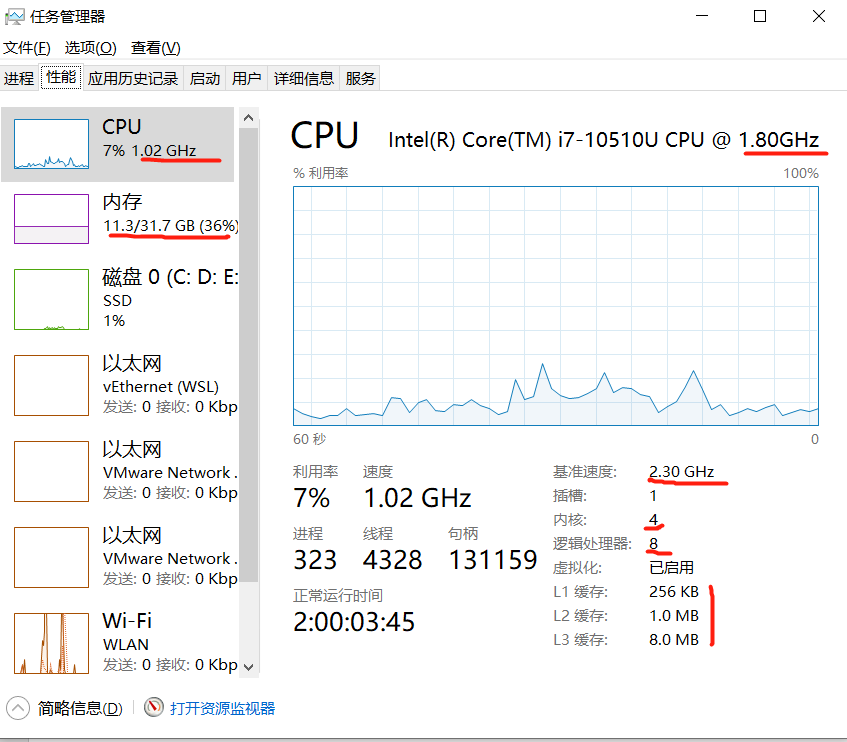 任务管理器
文件(F) 选项(O) 查看(V)
进程 性能 应用历史记录 启动 用户 详细信息 服务
CPU
7% 1.02 GHz
内存
11.3/31.7 GB (36%)
磁盘 0 (C: D: E:
SSD
1%
以太网
vEthernet (WSL)
发送: 0 接收: 0 Kbp
以太网
VMware Network .
发送: 0 接收: 0 Kbp
以太网
VMware Network .
发送: 0 接收: 0 Kbp
Wi-Fi
WLAN
发送: 0 接收: 0 Kbp
CPU Intel(R) Core(TM) i7-10510U CPU @ 1.80GHz
% 利用率 100%
60 秒 0
利用率 速度
7% 1.02 GHz
进程 线程 句柄
323 4328 131159
正常运行时间
2:00:03:45
基准速度: 2.30 GHz
插槽: 1
内核: 4
逻辑处理器: 8
虚拟化: 已启用
L1 缓存: 256 KB
L2 缓存: 1.0 MB
L3 缓存: 8.0 MB
简略信息(D) 打开资源监视器